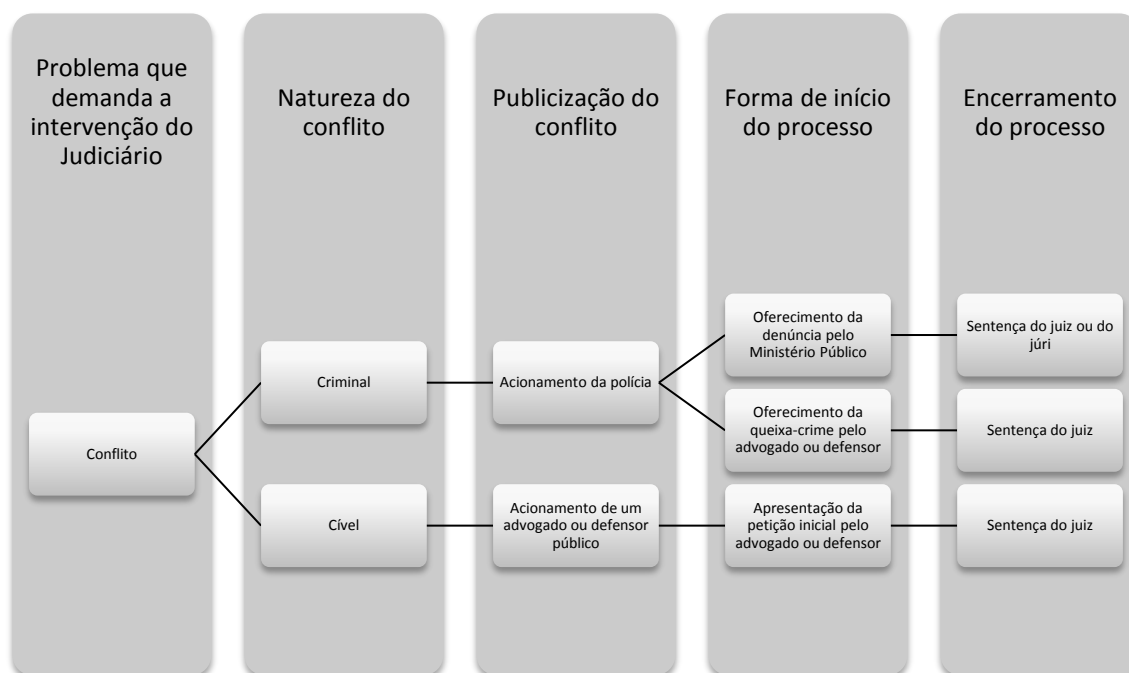 Problema que
demanda a
intervenção do
Judiciário
Natureza do
conflito
Publicização do
conflito
Forma de início
do processo
Encerramento
do processo
Conflito
Criminal
Cível
Acionamento da polícia
Acionamento de um
advogado ou defensor
público
Oferecimento da
denúncia pelo
Ministério Público
Oferecimento da
queixa-crime pelo
advogado ou defensor
Apresentação da
petição inicial pelo
advogado ou defensor
Sentença do juiz ou do
júri
Sentença do juiz
Sentença do juiz